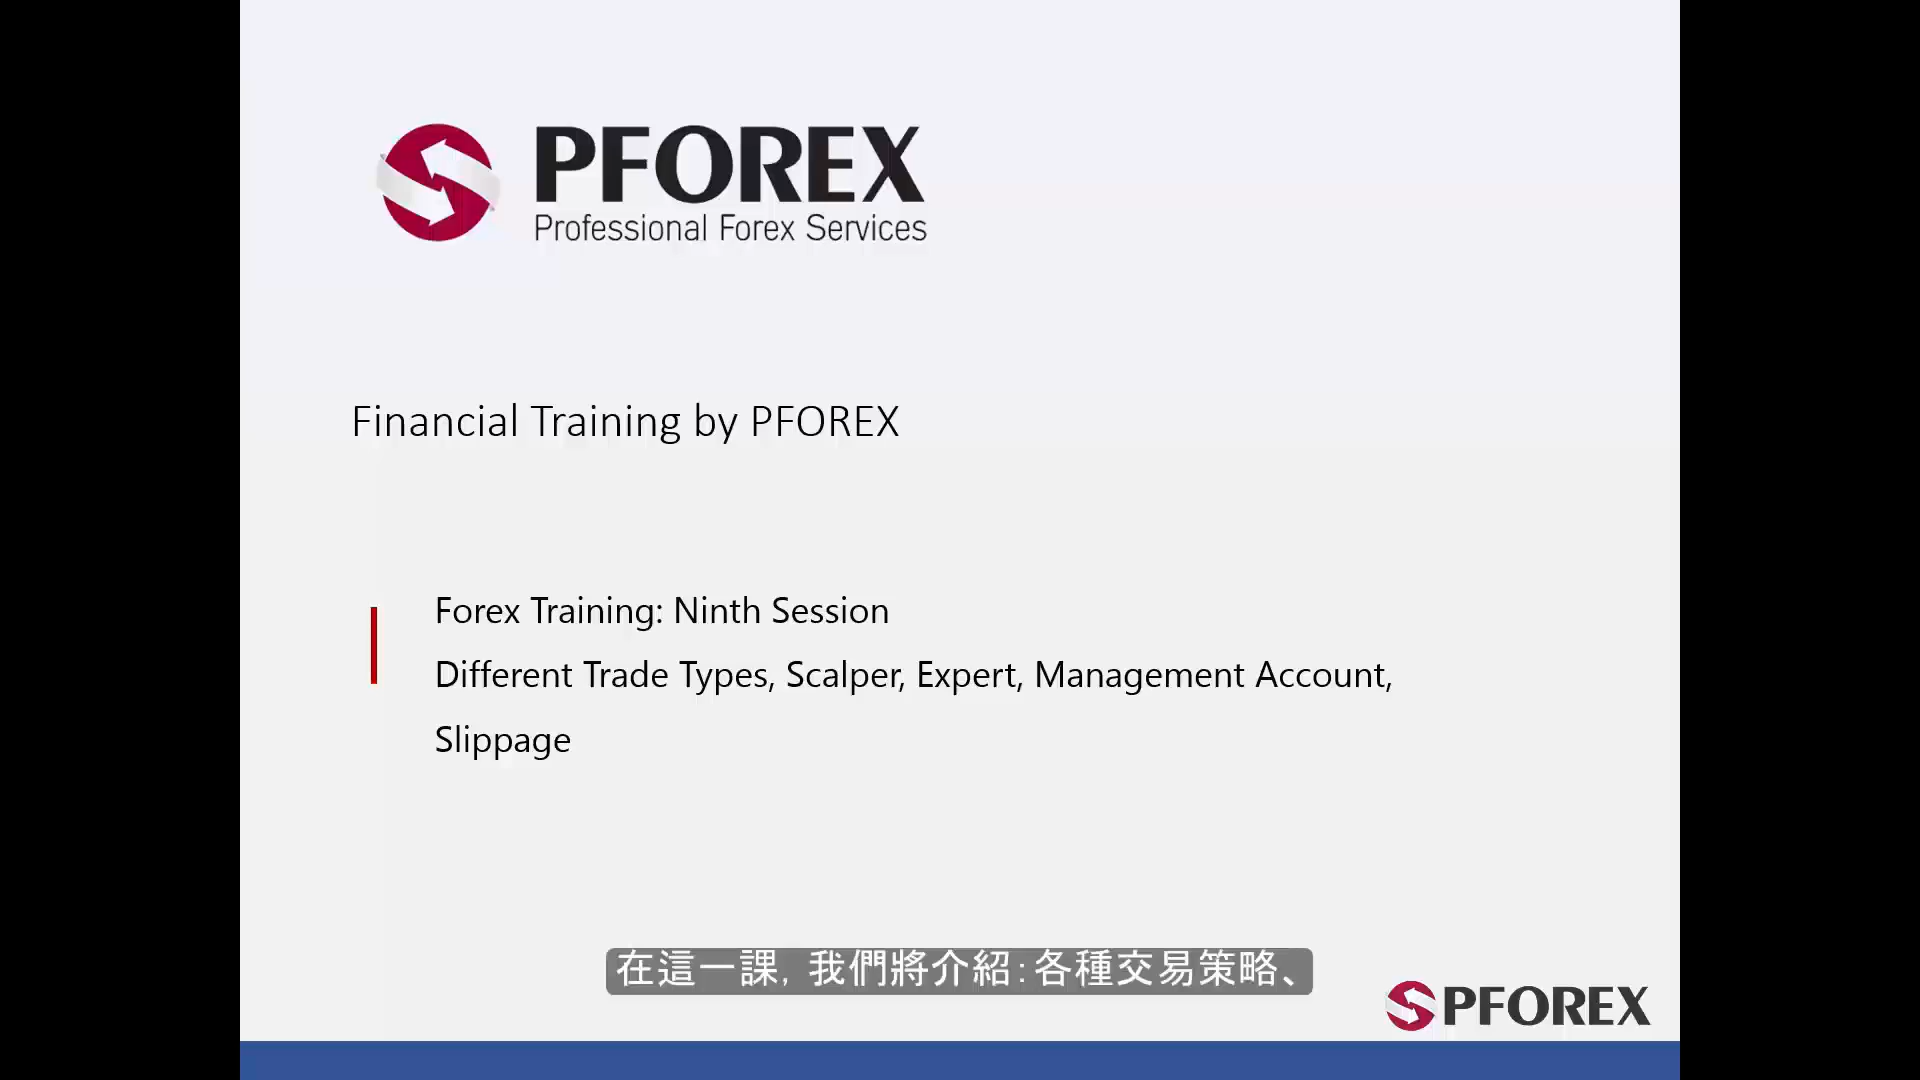 PFOREX
Professional Forex Services
Financial Training by PFOREX
Forex Training: Ninth Session
Different Trade Types, Scalper, Expert, Management Account,
Slippage
在這一課, 我們將介紹:各種交易策略、
PFOREX